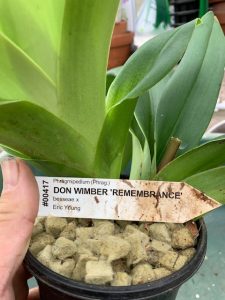 #00417
Phragmipedium (Phrag.)
DON WIMBER 'REMEMBRANCE'
besseae x
Eric Young